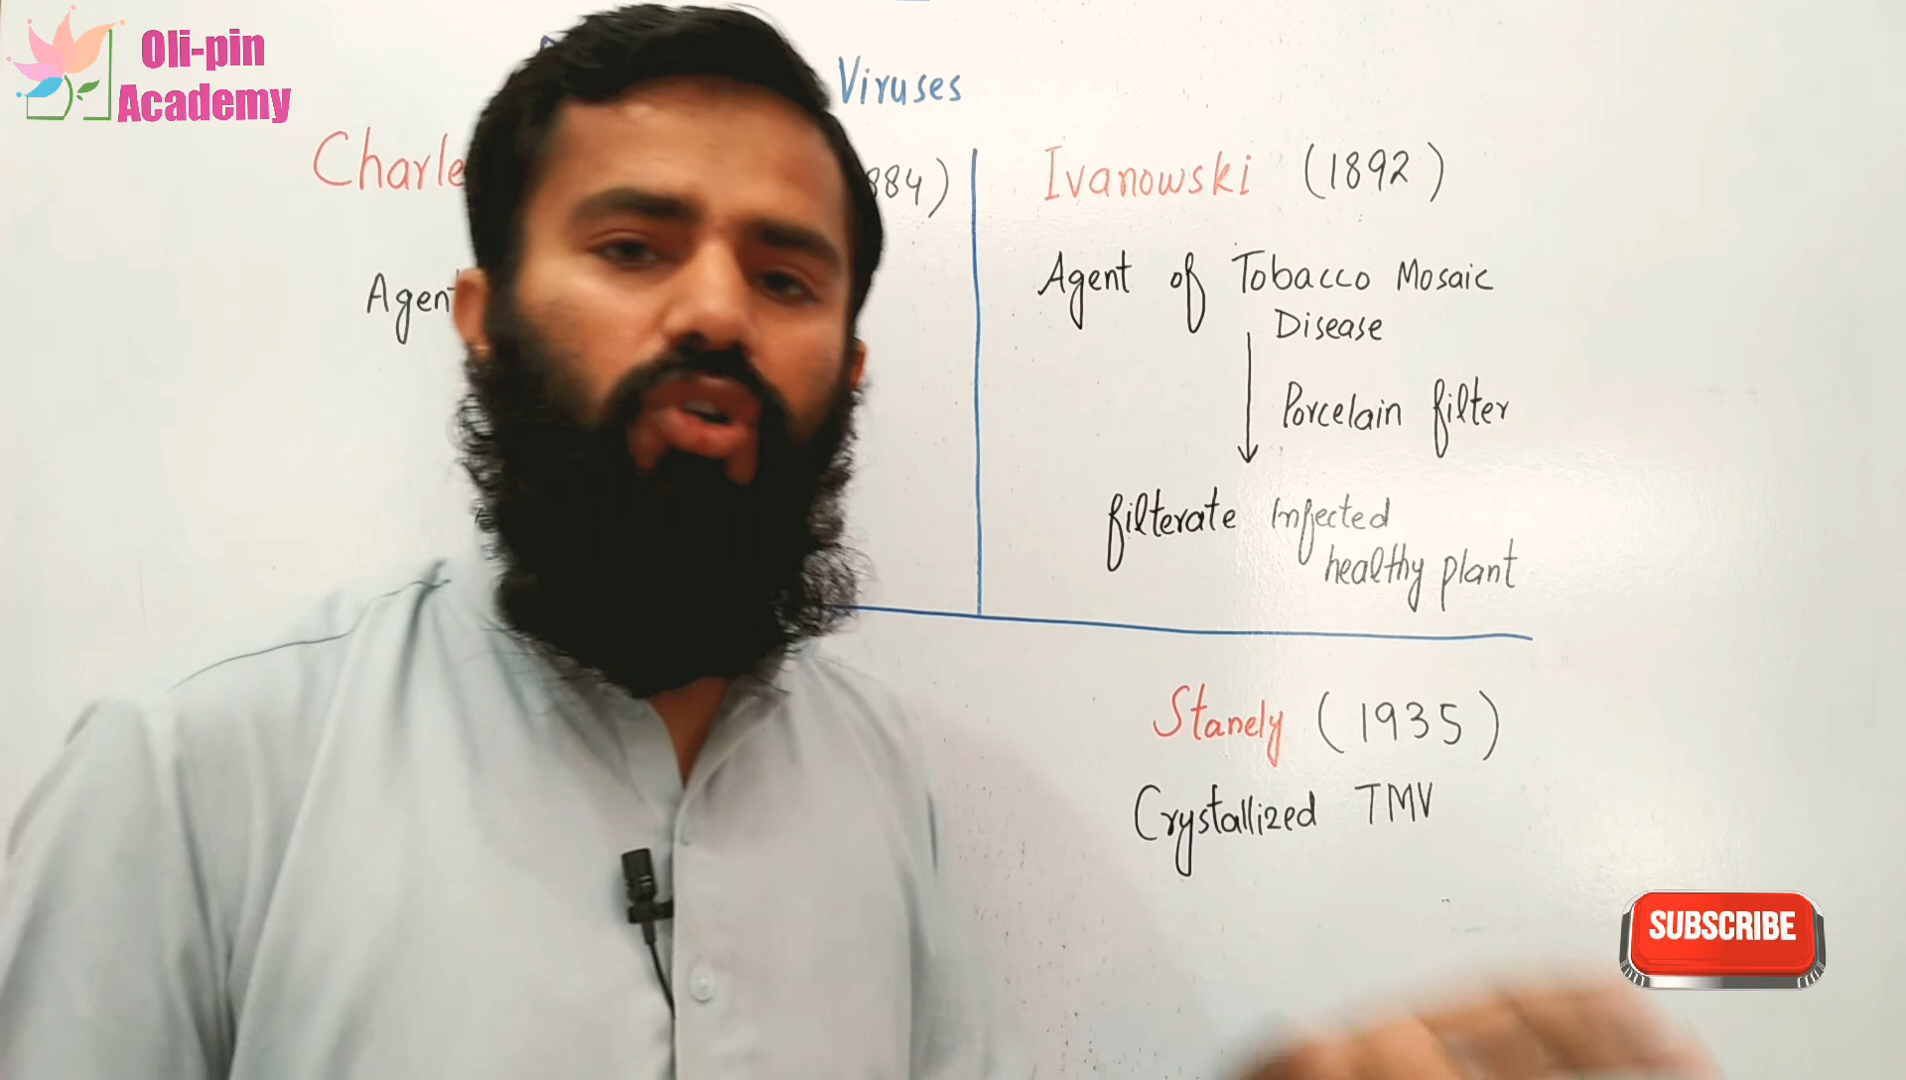 Oli-pin
Academy
Viruses
Charle
884)
Agent
Ivanowski (1892)
Agent of Tobacco Mosaic
Disease
Porcelain filter
filterate Infected
healthy plant
Stanely (1935)
Crystallized TMV
SUBSCRIBE